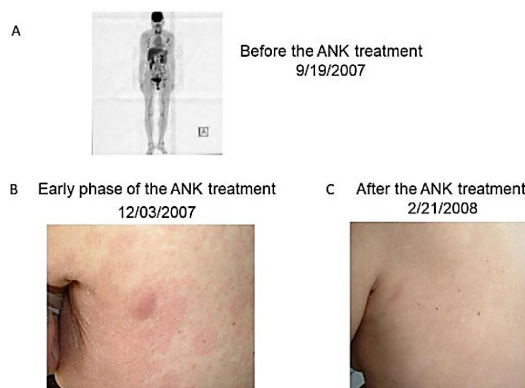 A
Before the ANK treatment
9/19/2007
A
B Early phase of the ANK treatment
12/03/2007
C After the ANK treatment
2/21/2008